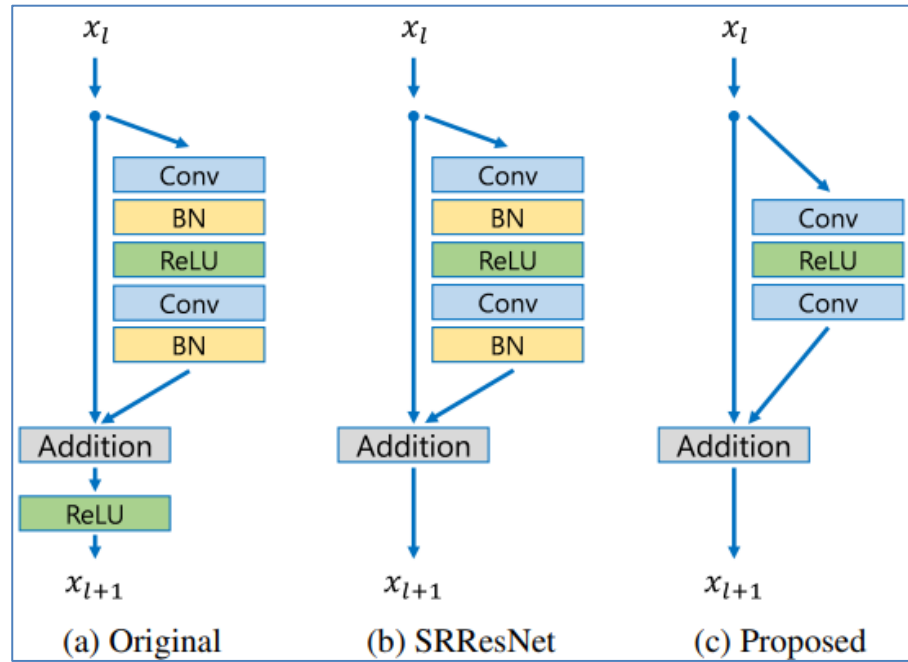 x_l
Conv
BN
ReLU
Conv
BN
Addition
ReLU
x_{l+1}
(a) Original
x_l
Conv
BN
ReLU
Conv
BN
Addition
x_{l+1}
(b) SRResNet
x_l
Conv
ReLU
Conv
Addition
x_{l+1}
(c) Proposed